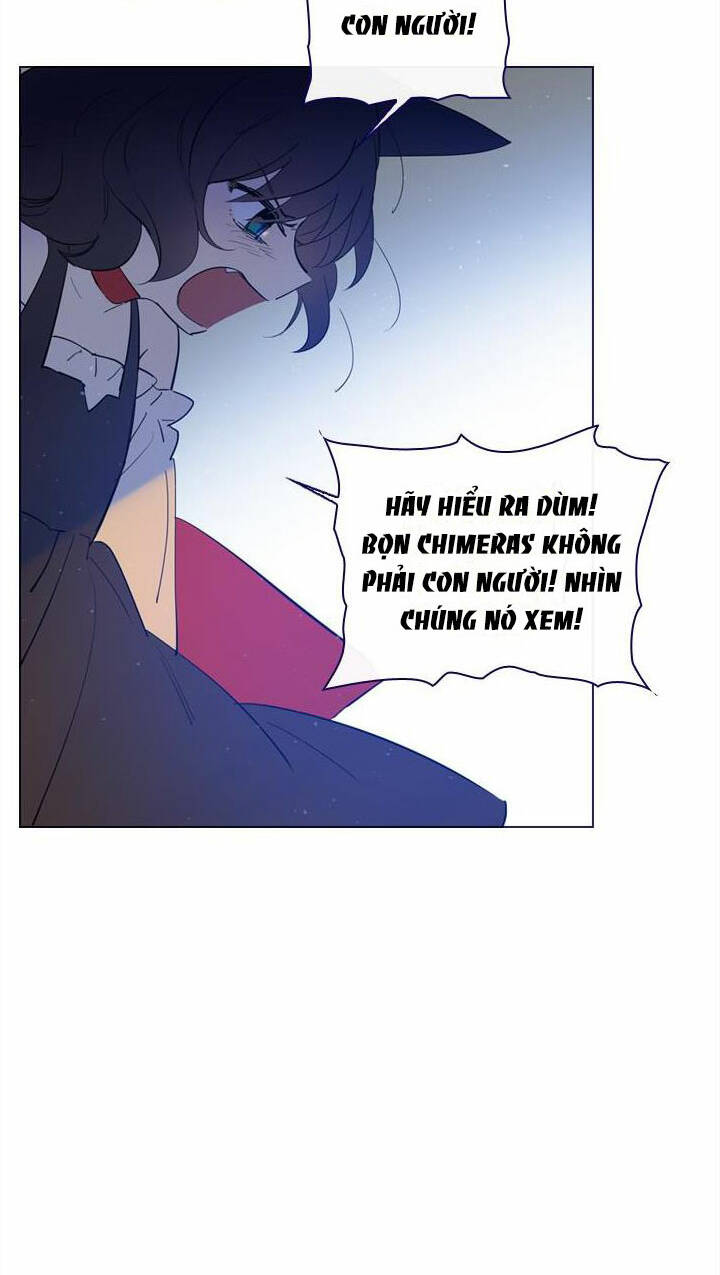 CON NGƯỜI!
HÃY HIỂU RA DÙM!
BỌN CHIMERAS KHÔNG
PHẢI CON NGƯỜI! NHÌN
CHÚNG NÓ XEM!